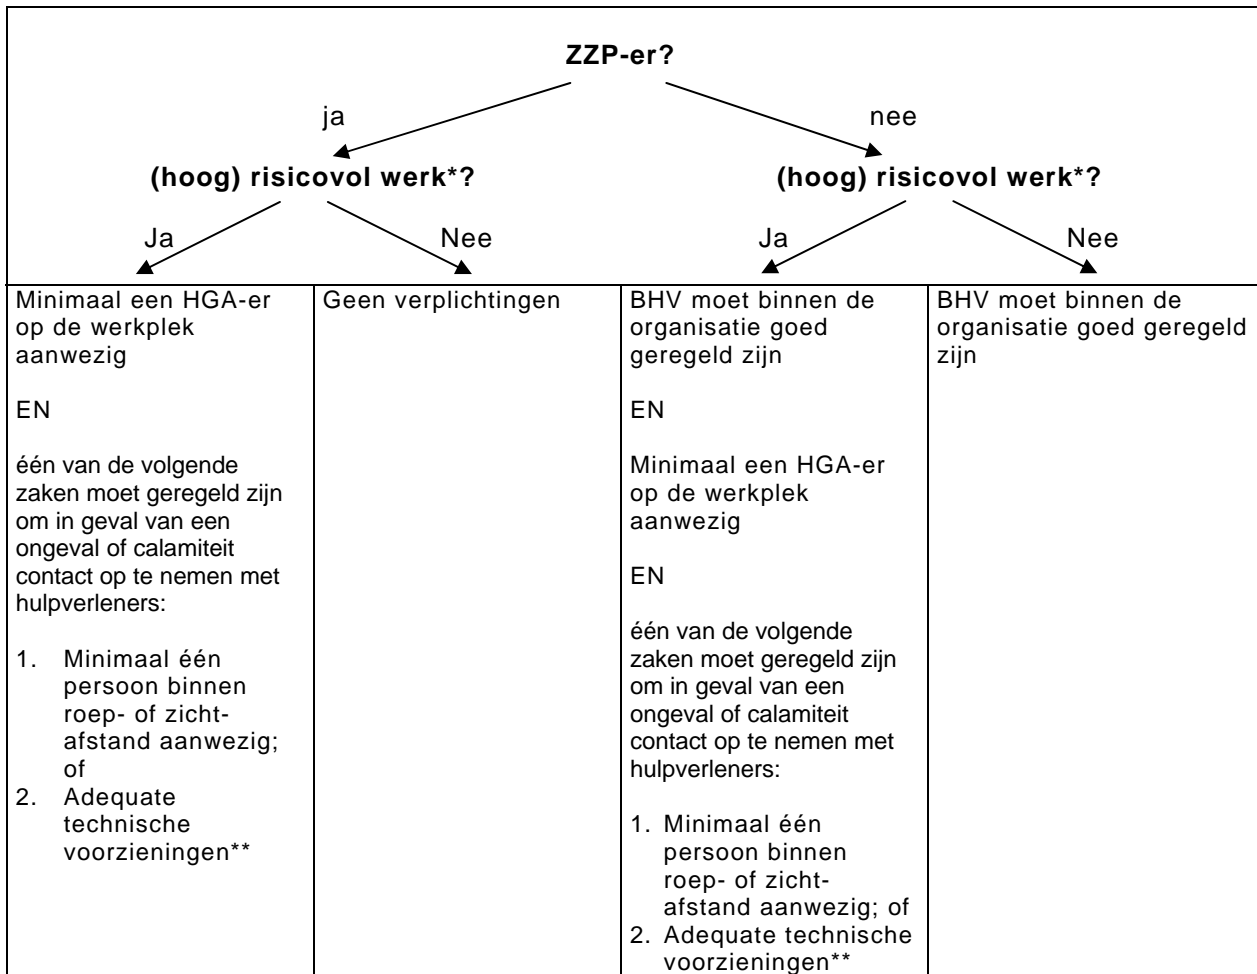 ZZP-er?
ja
nee
(hoog) risicovol werk*?
(hoog) risicovol werk*?
Ja
Nee
Ja
Nee
Minimaal een HGA-er
op de werkplek
aanwezig
EN
één van de volgende
zaken moet geregeld zijn
om in geval van een
ongeval of calamiteit
contact op te nemen met
hulpverleners:
1. Minimaal één
persoon binnen
roep- of zicht-
afstand aanwezig;
of
2. Adequate
technische
voorzieningen**
Geen verplichtingen
BHV moet binnen de
organisatie goed
geregeld zijn
EN
Minimaal een HGA-er
op de werkplek
aanwezig
EN
één van de volgende
zaken moet geregeld zijn
om in geval van een
ongeval of calamiteit
contact op te nemen met
hulpverleners:
1. Minimaal één
persoon binnen
roep- of zicht-
afstand aanwezig; of
2. Adequate technische
voorzieningen**
BHV moet binnen de
organisatie goed geregeld
zijn